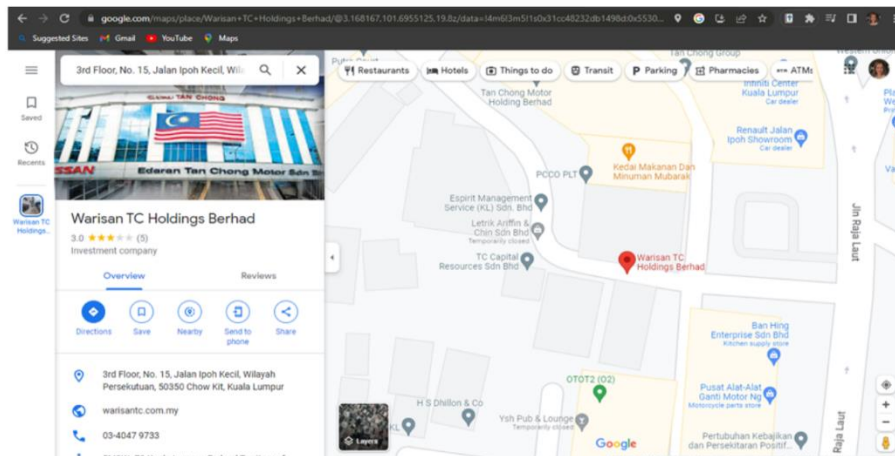 google.com/maps/place/Warisan+TC+Holdings+Berhad/@3.168167,101.6955125,19.8z/data=!4m6!3m5!1s0x31cc48232db1498d:0x5530...
Suggested Sites
Gmail
YouTube
Maps
3rd Floor, No. 15, Jalan Ipoh Kecil, Wil
Restaurants
Hotels
Things to do
Transit
Parking
Pharmacies
ATMs
Saved
Recents
Warisan TC
Holdings..
TAN CHONG
SSAN
Edaran Tan Chong Motor Sdn
Warisan TC Holdings Berhad
3.0
(5)
Investment company
Overview
Reviews
Directions
Save
Nearby
Send to
phone
Share
3rd Floor, No. 15, Jalan Ipoh Kecil, Wilayah
Persekutuan, 50350 Chow Kit, Kuala Lumpur
warisantc.com.my
03-4047 9733
Tan Chong Group
Tan Chong Motor
Holding Berhad
Infiniti Center
Kuala Lumpur
Car dealer
Renault Jalan
Ipoh Showroom
Car dealer
Kedai Makanan Dan
Minuman Mubarak
POCO PLT
Espirit Management
Service (KL) Sdn. Bhd
Letrik Ariffin &
Chin Sdn Bhd
Temporarily closed
TC Capital
Resources Sdn Bhd
Warisan TC
Holdings Berhad
Jln Raja Laut
Ban Hing
Enterprise Sdn Bhd
Kitchen supply store
OTOT2 (O2)
Pusat Alat-Alat
Ganti Motor Ng
Motorcycle parts store
H S Dhillon & Co
Ysh Pub & Lounge
Temporarily closed
KL
Layers
Google
Pertubuhan Kebajikan
dan Persekitaran Positif...
Raja Laut